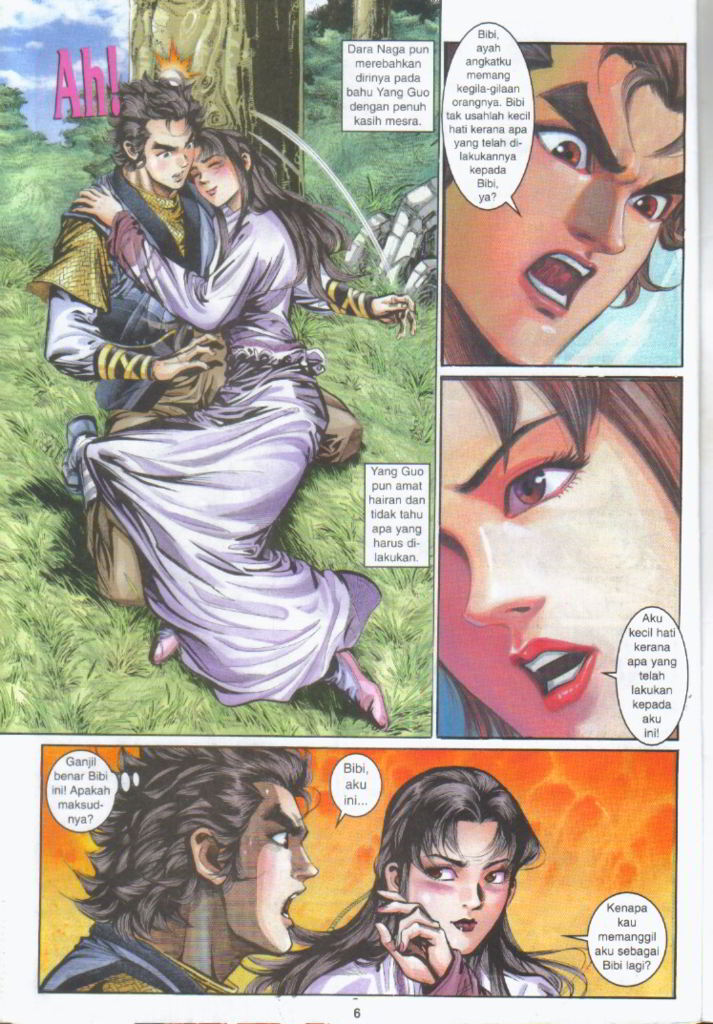 Ah!
Dara Naga pun
merebahkan
dirinya pada
bahu Yang Guo
dengan penuh
kasih mesra.
Yang Guo
pun amat
hairan dan
tidak tahu
apa yang
harus di-
lakukan.
Bibi,
ayah
angkatku
memang
kegila-gilaan
orangnya. Bibi
tak usahlah kecil
hati kerana apa
yang telah di-
lakukannya
kepada
Bibi,
ya?
Aku
kecil hati
kerana
apa yang
telah
lakukan
kepada
aku
ini!
Ganjil
benar Bibi
ini! Apakah
maksud-
nya?
Bibi,
aku
ini...
Kenapa
kau
memanggil
aku sebagai
Bibi lagi?
6